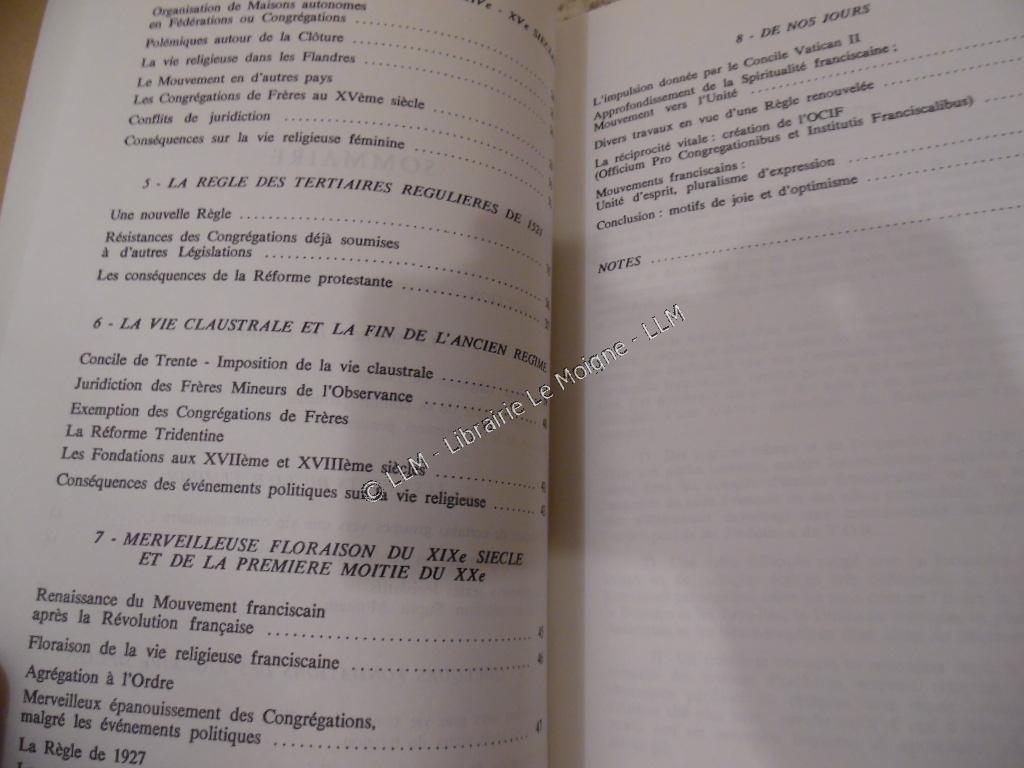 XIVe - XVe SIECLE
Organisation de Maisons autonomes
en Fédérations ou Congrégations
Polémiques autour de la Clôture
La vie religieuse dans les Flandres
Le Mouvement en d'autres pays
Les Congrégations de Frères au XVème siècle
Conflits de juridiction
Conséquences sur la vie religieuse féminine
5 - LA REGLE DES TERTIAIRES REGULIERES DE 1521
Une nouvelle Règle
Résistances des Congrégations déjà soumises
à d'autres Législations
Les conséquences de la Réforme protestante
6 - LA VIE CLAUSTRALE ET LA FIN DE L'ANCIEN REGIME
Concile de Trente - Imposition de la vie claustrale
Juridiction des Frères Mineurs de l'Observance
Exemption des Congrégations de Frères
La Réforme Tridentine
Les Fondations aux XVIIème et XVIIIème siècles
Conséquences des événements politiques sur la vie religieuse
7 - MERVEILLEUSE FLORAISON DU XIXe SIECLE
ET DE LA PREMIERE MOITIE DU XXe
Renaissance du Mouvement franciscain
après la Révolution française 45
Floraison de la vie religieuse franciscaine 46
Agrégation à l'Ordre
Merveilleux épanouissement des Congrégations,
malgré les événements politiques 47
La Règle de 1927
8 - DE NOS JOURS
L'impulsion donnée par le Concile Vatican II
Approfondissement de la Spiritualité franciscaine ;
Mouvement vers l'Unité
Divers travaux en vue d'une Règle renouvelée
La réciprocité vitale : création de l'OCIF
(Officium Pro Congregationibus et Institutis Franciscalibus)
Mouvements franciscains :
Unité d'esprit, pluralisme d'expression
Conclusion : motifs de joie et d'optimisme
NOTES
© LLM - Librairie Le Moigne - LLM